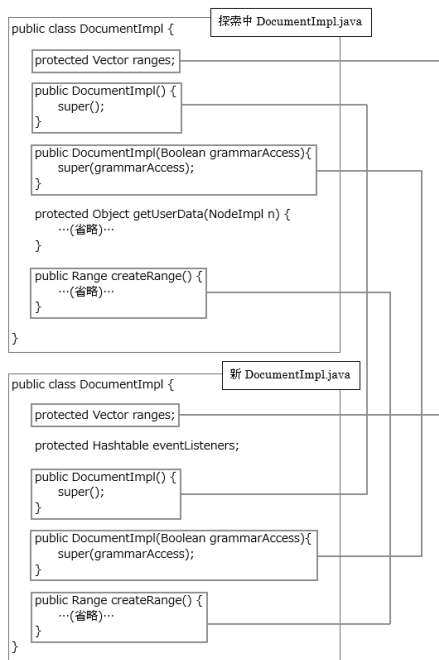 探索中 DocumentImpl.java
public class DocumentImpl {
protected Vector ranges;
public DocumentImpl() {
super();
}
public DocumentImpl(Boolean grammarAccess){
super(grammarAccess);
}
protected Object getUserData(NodeImpl n) {
…(省略)…
}
public Range createRange() {
…(省略)…
}
}
新 DocumentImpl.java
public class DocumentImpl {
protected Vector ranges;
protected Hashtable eventListeners;
public DocumentImpl() {
super();
}
public DocumentImpl(Boolean grammarAccess){
super(grammarAccess);
}
public Range createRange() {
…(省略)…
}
}